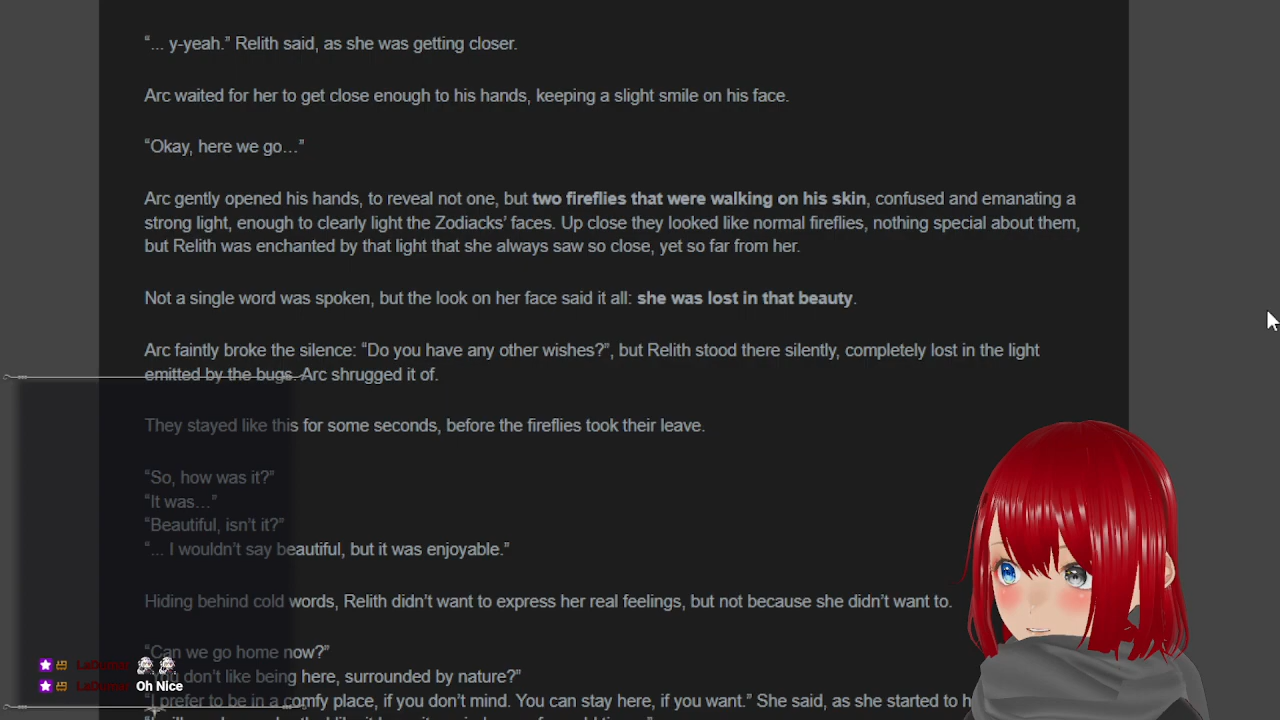 “... y-yeah.” Relith said, as she was getting closer.
Arc waited for her to get close enough to his hands, keeping a slight smile on his face.
“Okay, here we go…”
Arc gently opened his hands, to reveal not one, but two fireflies that were walking on his skin, confused and emanating a
strong light, enough to clearly light the Zodiacks’ faces. Up close they looked like normal fireflies, nothing special about them,
but Relith was enchanted by that light that she always saw so close, yet so far from her.
Not a single word was spoken, but the look on her face said it all: she was lost in that beauty.
Arc faintly broke the silence: “Do you have any other wishes?”, but Relith stood there silently, completely lost in the light
emitted by the bugs. Arc shrugged it of.
They stayed like this for some seconds, before the fireflies took their leave.
“So, how was it?”
“It was…”
“Beautiful, isn’t it?”
“... I wouldn’t say beautiful, but it was enjoyable.”
Hiding behind cold words, Relith didn’t want to express her real feelings, but not because she didn’t want to.
“Can we go home now?”
don’t like being here, surrounded by nature?”
“I prefer to be in a comfy place, if you don’t mind. You can stay here, if you want.” She said, as she started to
Oh Nice